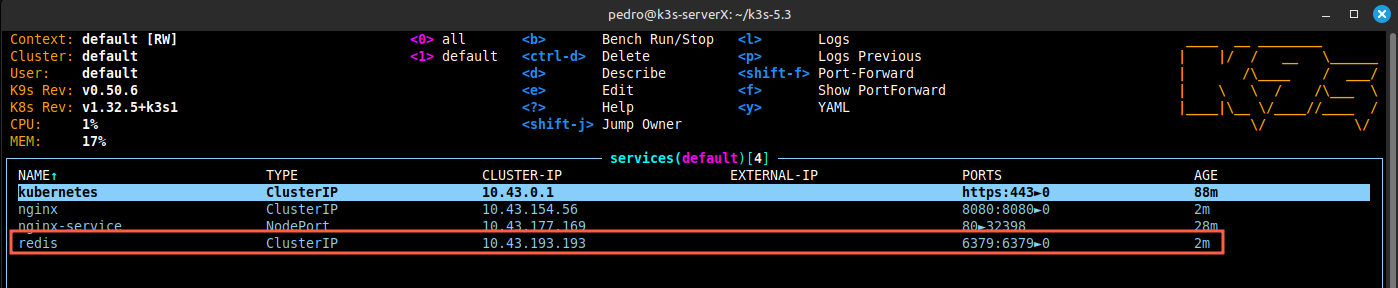 pedro@k3s-serverX: ~/k3s-5.3
Context: default [RW] <0> all <b> Bench Run/Stop <l> Logs
Cluster: default <1> default <ctrl-d> Delete <p> Logs Previous
User: default <d> Describe <shift-f> Port-Forward
K9s Rev: v0.50.6 <e> Edit <f> Show PortForward
K8s Rev: v1.32.5+k3s1 <?> Help <y> YAML
CPU: 1% <shift-j> Jump Owner
MEM: 17%
K9s
services(default)[4]
NAME↑ TYPE CLUSTER-IP EXTERNAL-IP PORTS AGE
kubernetes ClusterIP 10.43.0.1 https:443►0 88m
nginx ClusterIP 10.43.154.56 8080:8080►0 2m
nginx-service NodePort 10.43.177.169 80►32398 28m
redis ClusterIP 10.43.193.193 6379:6379►0 2m